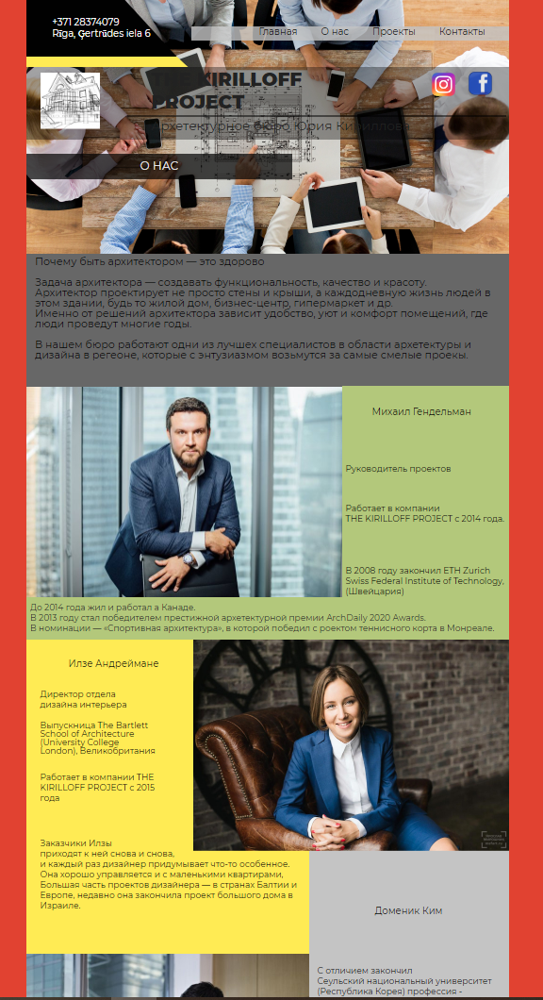 +371 28374079
Rīga, Ģertrūdes iela 6
Главная О нас Проекты Контакты
KIRILLOFF
PROJECT
Архетектурное бюро Юрия Кириллова
О НАС
Почему быть архитектором — это здорово
Задача архитектора — создавать функциональность, качество и красоту.
Архитектор проектирует не просто стены и крыши, а каждодневную жизнь людей в
этом здании, будь то жилой дом, бизнес-центр, гипермаркет и др.
Именно от решений архитектора зависит удобство, уют и комфорт помещений, где
люди проведут многие годы.
В нашем бюро работают одни из лучшех специалистов в области архетектуры и
дизайна в регеоне, которые с энтузиазмом возьмутся за самые смелые проекы.
Михаил Гендельман
Руководитель проектов
Работает в компании
THE KIRILLOFF PROJECT с 2014 года.
В 2008 году закончил ETH Zurich
Swiss Federal Institute of Technology,
(Швейцария)
До 2014 года жил и работал а Канаде.
В 2013 году стал победителем престижной архетектурной премии ArchDaily 2020 Awards.
В номинации — «Спортивная архитектура», в которой победил с роектом теннисного корта в Монреале.
Илзе Андреймане
Директор отдела
дизайна интерьера
Выпускница The Bartlett
School of Architecture
(University College
London), Великобритания
Работает в компании THE
KIRILLOFF PROJECT с 2015
года
Заказчики Илзы
приходят к ней снова и снова,
и каждый раз дизайнер придумывает что-то особенное.
Она хорошо управляется и с маленькими квартирами,
Большая часть проектов дизайнера — в странах Балтии и
Европе, недавно она закончила проект большого дома в
Израиле.
Доменик Ким
С отличием закончил
Сеульский национальный университет
(Республика Корея) профессия -